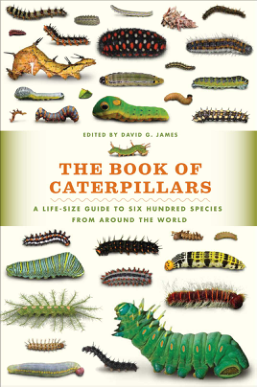 EDITED BY DAVID G. JAMES
THE BOOK OF
CATERPILLARS
A LIFE-SIZE GUIDE TO SIX HUNDRED SPECIES
FROM AROUND THE WORLD